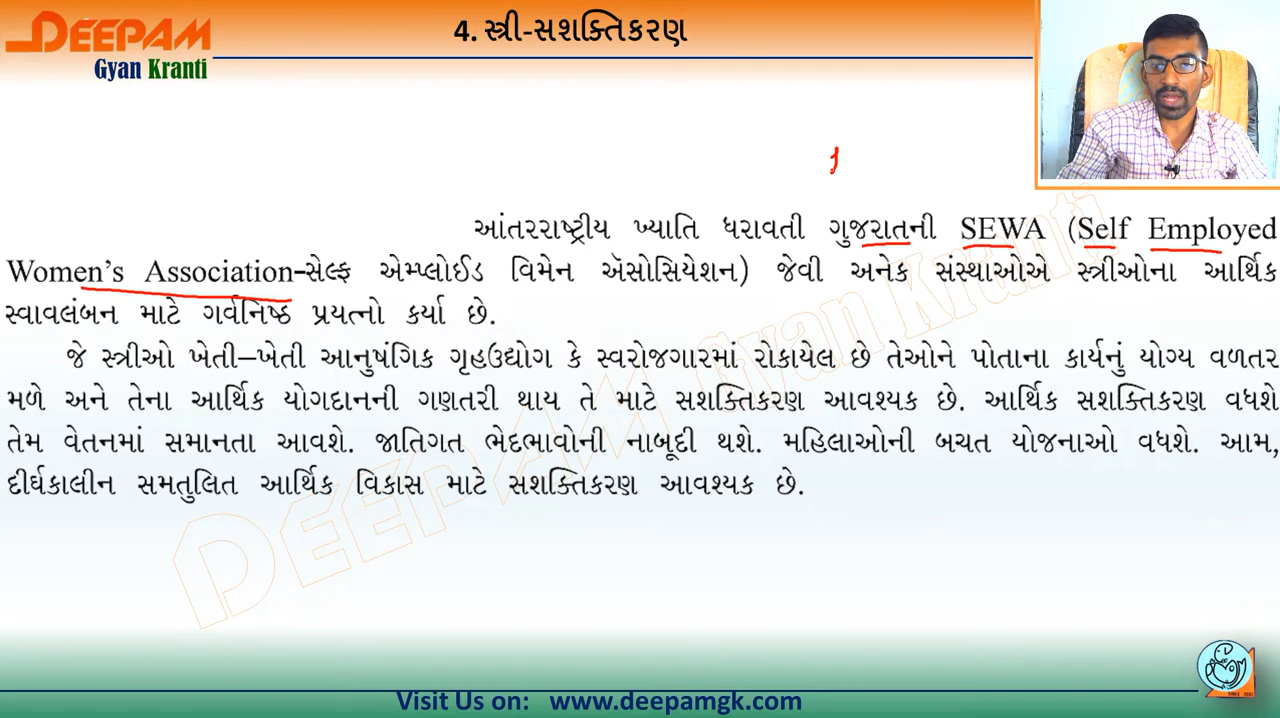 DEEPAM
Gyan Kranti
4. સ્ત્રી-સશક્તિકરણ
આંતરરાષ્ટ્રીય ખ્યાતિ ધરાવતી ગુજરાતની SEWA (Self Employed
Women's Association-સેલ્ફ એમ્પ્લોઈડ વિમેન ઍસોસિયેશન) જેવી અનેક સંસ્થાઓએ સ્ત્રીઓના આર્થિક
સ્વાવલંબન માટે ગર્વનિષ્ઠ પ્રયત્નો કર્યા છે.
જે સ્ત્રીઓ ખેતી–ખેતી આનુષંગિક ગૃહઉદ્યોગ કે સ્વરોજગારમાં રોકાયેલ છે તેઓને પોતાના કાર્યનું યોગ્ય વળતર
મળે અને તેના આર્થિક યોગદાનની ગણતરી થાય તે માટે સશક્તિકરણ આવશ્યક છે. આર્થિક સશક્તિકરણ વધશે
તેમ વેતનમાં સમાનતા આવશે. જાતિગત ભેદભાવોની નાબૂદી થશે. મહિલાઓની બચત યોજનાઓ વધશે. આમ,
દીર્ઘકાલીન સમતુલિત આર્થિક વિકાસ માટે સશક્તિકરણ આવશ્યક છે.
DEEPAM Gyan Kranti
Visit Us on: www.deepamgk.com